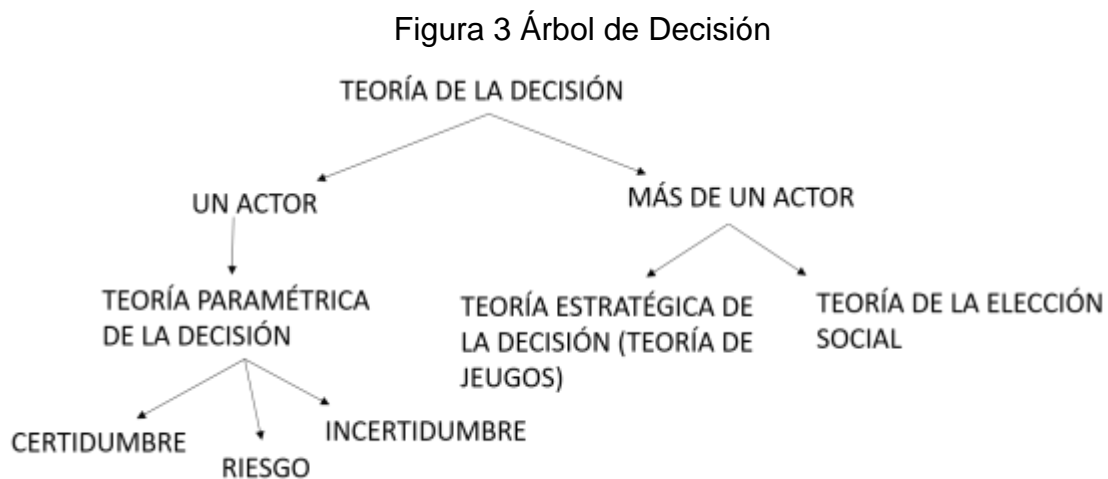 Figura 3 Árbol de Decisión
TEORÍA DE LA DECISIÓN
UN ACTOR
MÁS DE UN ACTOR
TEORÍA PARAMÉTRICA
DE LA DECISIÓN
TEORÍA ESTRATÉGICA DE
LA DECISIÓN (TEORÍA DE
JEUGOS)
TEORÍA DE LA ELECCIÓN
SOCIAL
CERTIDUMBRE
RIESGO
INCERTIDUMBRE